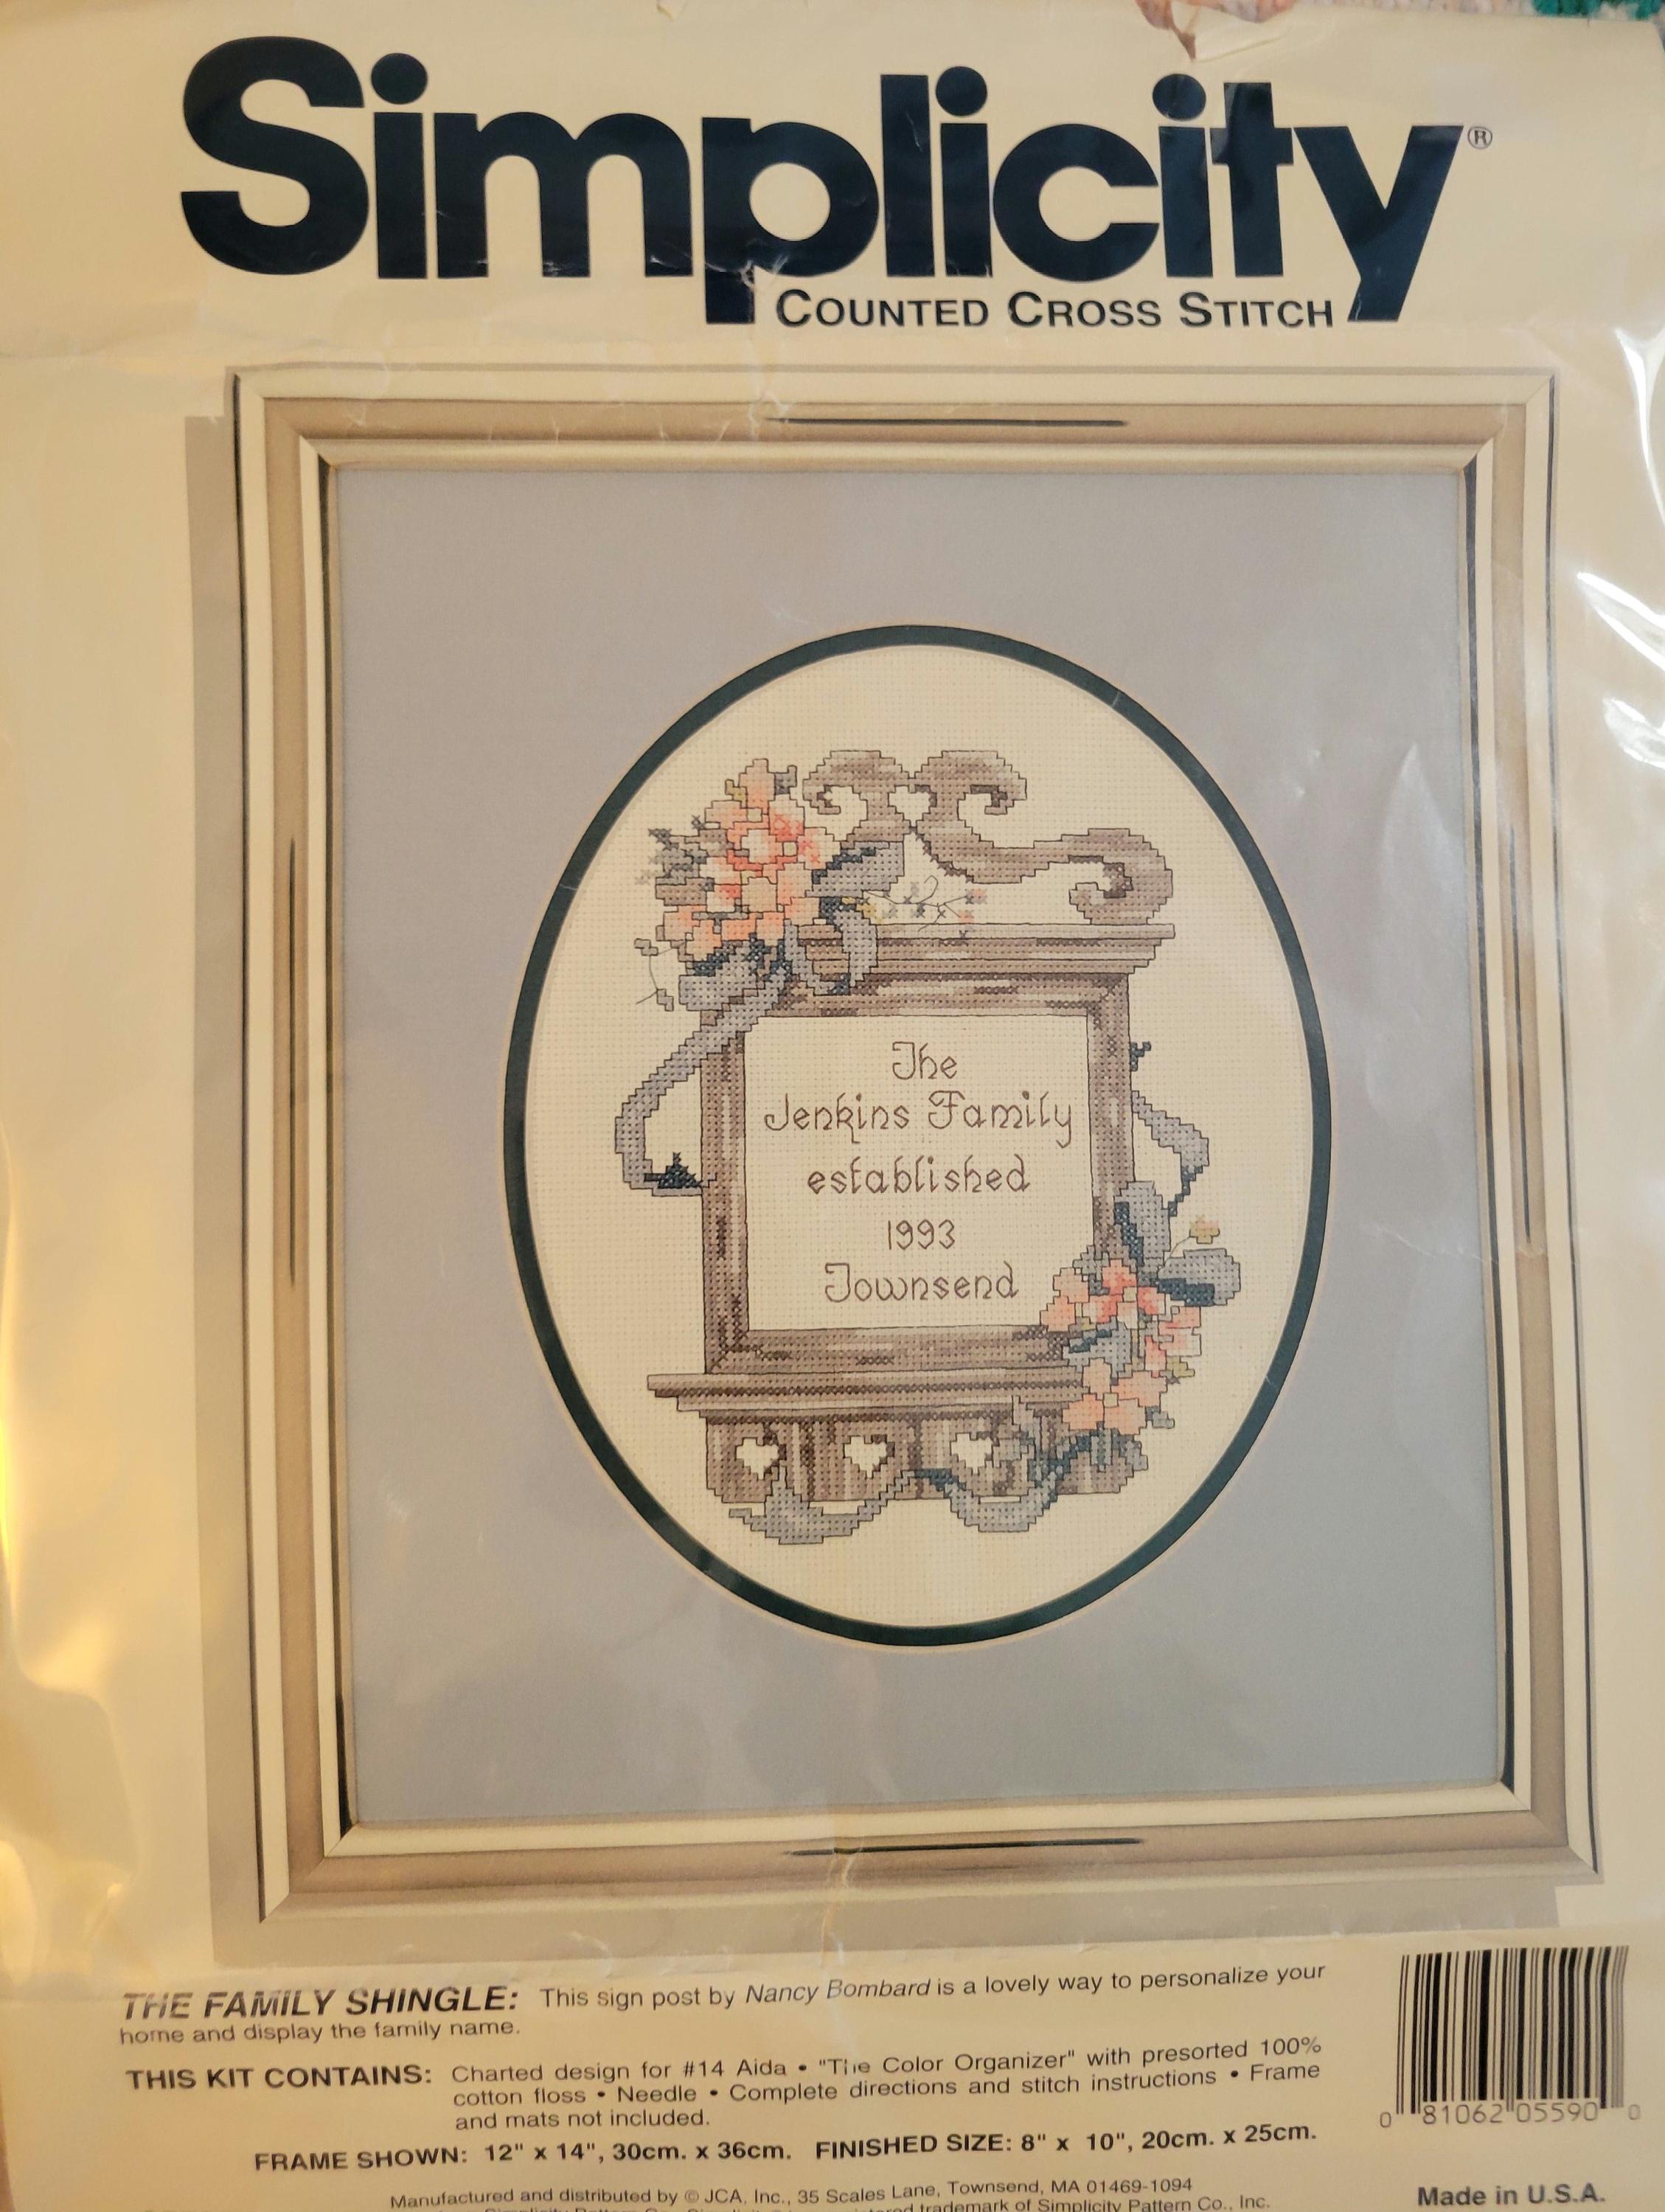 Simplicity®
COUNTED CROSS STITCH
The
Jenkins Family
established
1993
Townsend
THE FAMILY SHINGLE: This sign post by Nancy Bombard is a lovely way to personalize your
home and display the family name.
THIS KIT CONTAINS: Charted design for #14 Aida • "The Color Organizer" with presorted 100%
cotton floss • Needle • Complete directions and stitch instructions • Frame
and mats not included.
FRAME SHOWN: 12" x 14", 30cm. x 36cm. FINISHED SIZE: 8" x 10", 20cm. x 25cm.
0 81062 05590 0
Manufactured and distributed by © JCA, Inc., 35 Scales Lane, Townsend, MA 01469-1094
Simplicity Pattern Co., trademark of Simplicity Pattern Co., Inc.
Made in U.S.A.